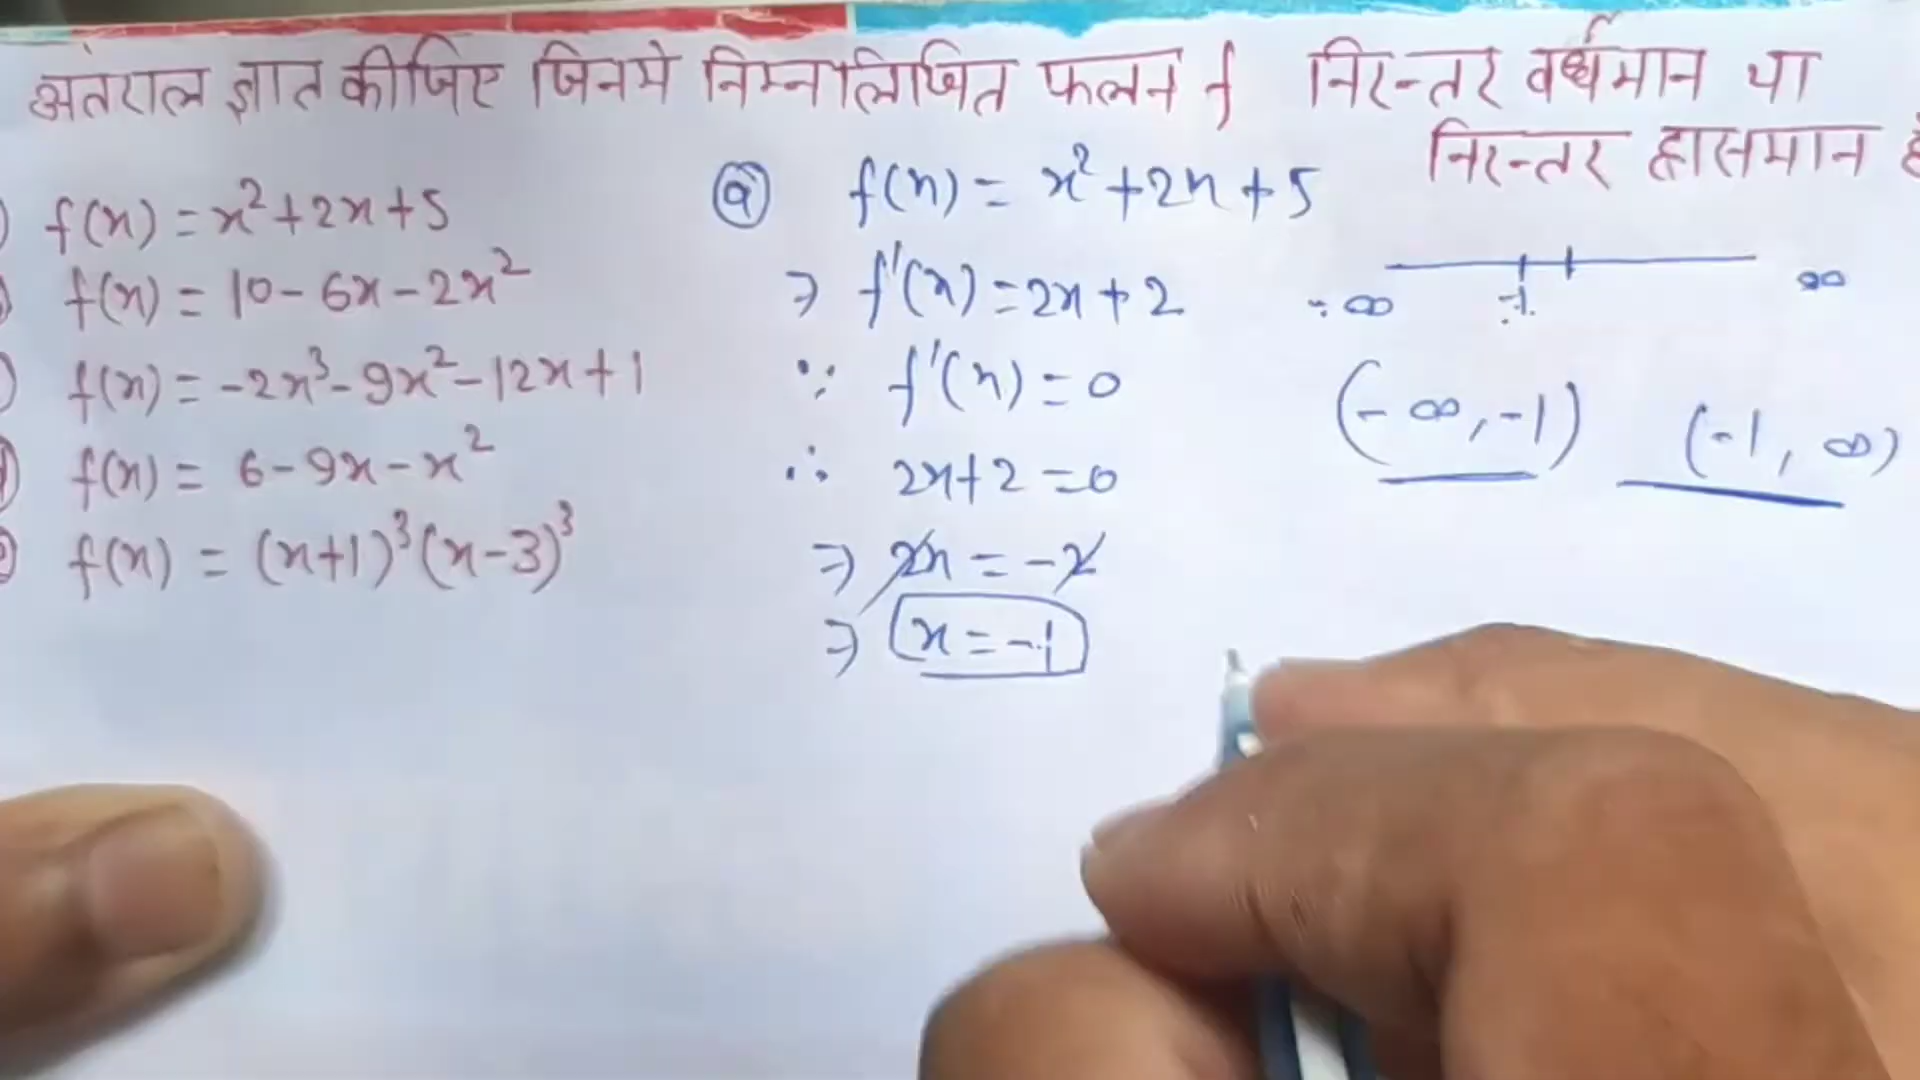 अंतराल ज्ञात कीजिए जिनमे निम्नलिखित फलन f निरन्तर वर्धमान या
निरन्तर ह्रासमान
f(x) = x²+2x+5
f(x) = 10-6x-2x²
f(x) = -2x³-9x²-12x+1
f(x) = 6-9x-x²
f(x) = (x+1)³(x-3)³
ⓐ f(x) = x²+2x+5
⇒ f'(x) = 2x+2
∵ f'(x) = 0
∴ 2x+2=0
⇒ 2x = -2
⇒ x = -1
-∞ -1 ∞
(-∞,-1) (-1, ∞)